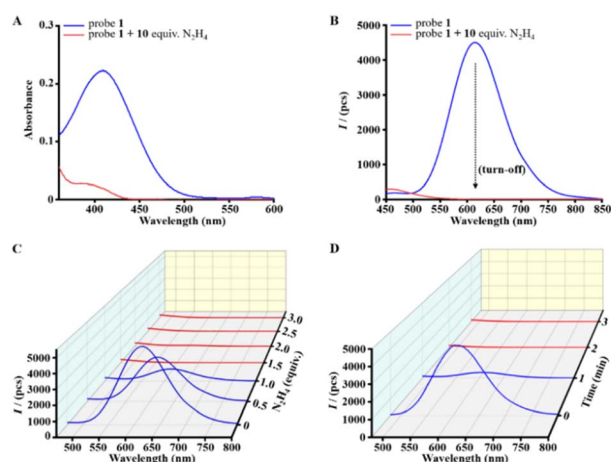 A
probe 1
probe 1 + 10 equiv. N2H4
0.3
0.2
0.1
0
Absorbance
400 450 500 550 600
Wavelength (nm)
B
probe 1
probe 1 + 10 equiv. N2H4
5000
4000
3000
2000
1000
0
I / (pcs)
(turn-off)
450 500 550 600 650 700 750 800 850
Wavelength (nm)
C
5000
4000
3000
2000
1000
0
I / (pcs)
500 550 600 650 700 750 800
Wavelength (nm)
3.0
2.5
2.0
1.5
1.0
0.5
0
N2H4 (equiv.)
D
5000
4000
3000
2000
1000
0
I / (pcs)
500 550 600 650 700 750 800
Wavelength (nm)
3
2
1
0
Time (min)